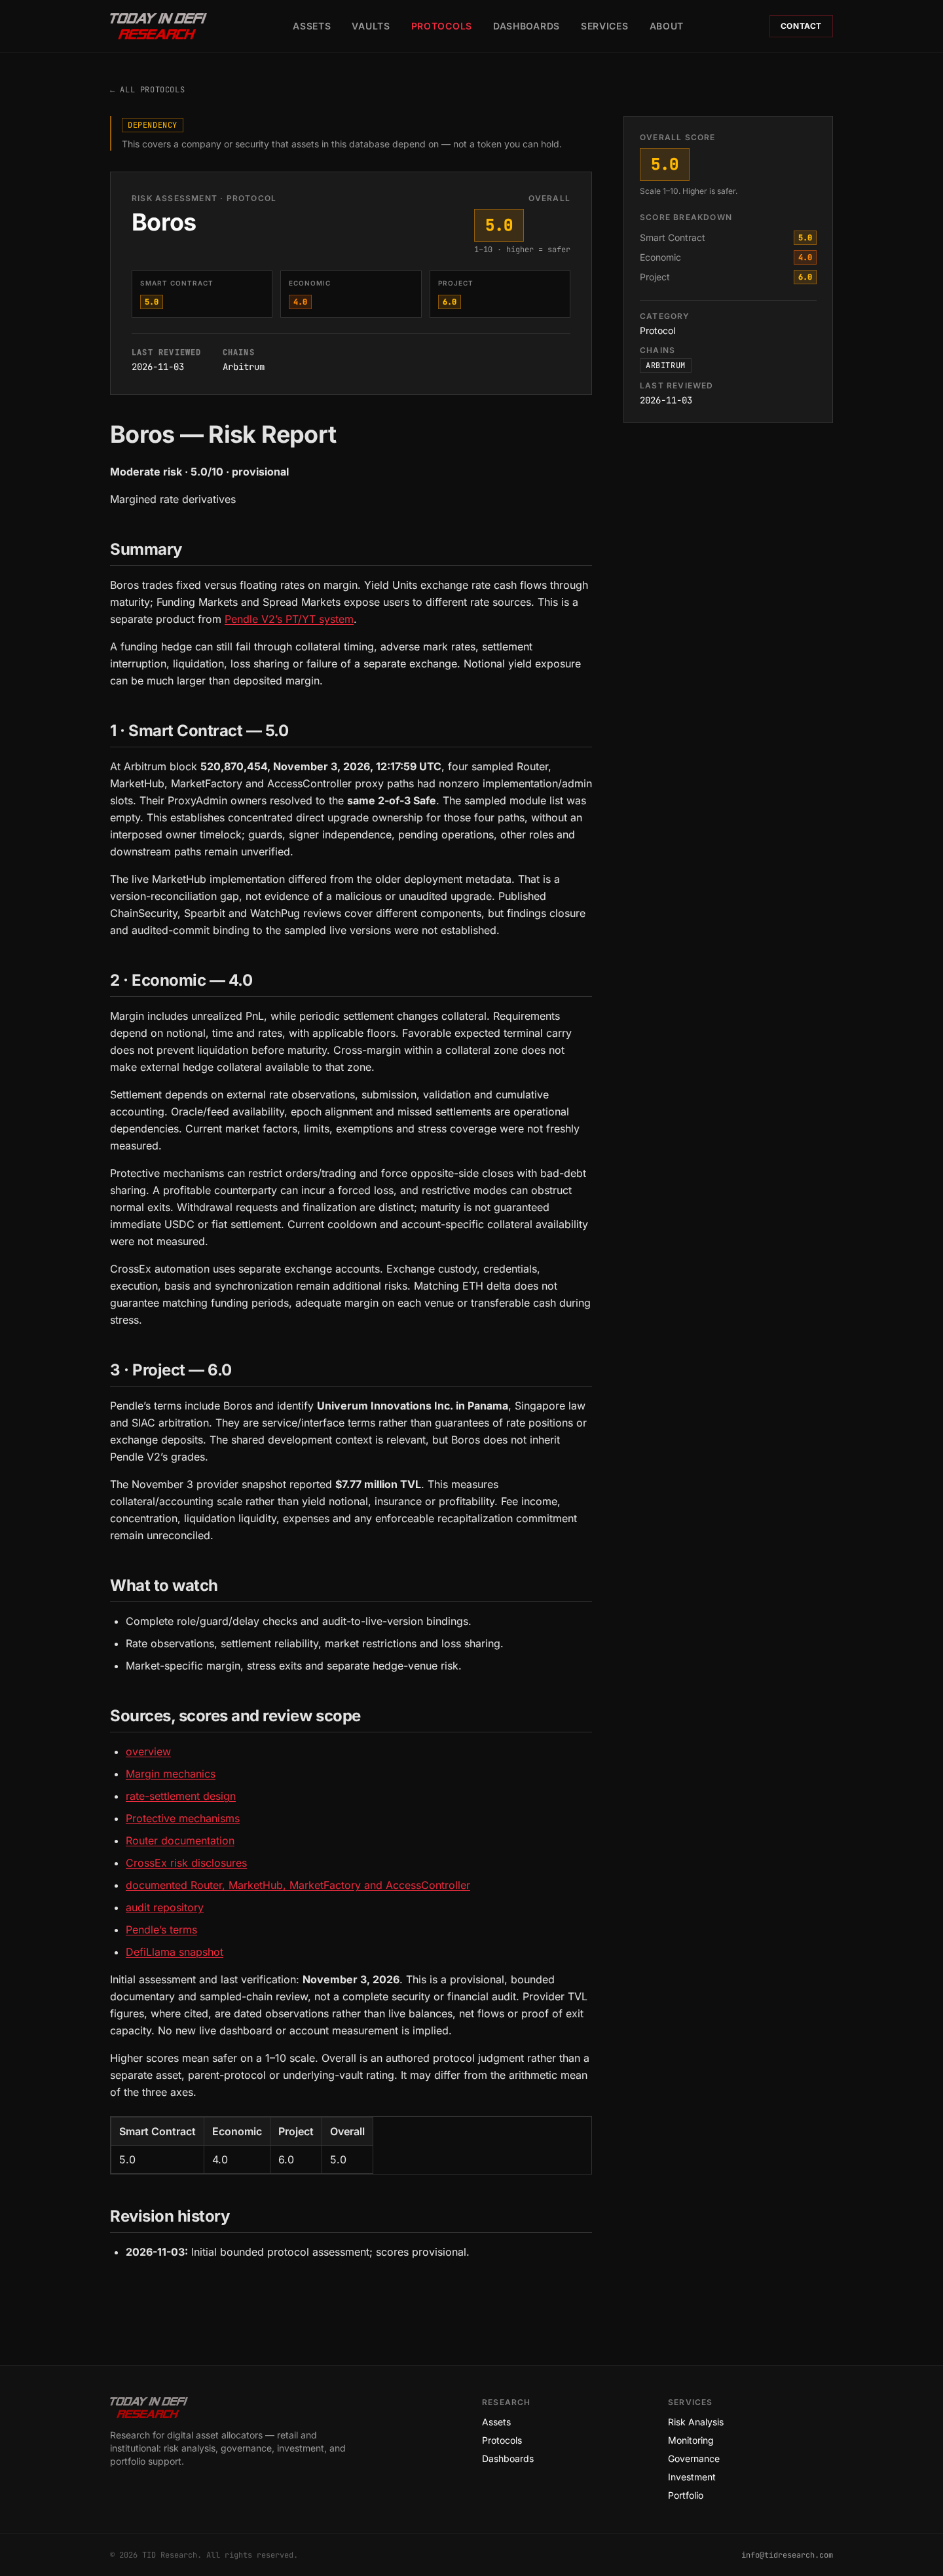 TODAY IN DEFI
RESEARCH
ASSETS VAULTS PROTOCOLS DASHBOARDS SERVICES ABOUT
CONTACT
← ALL PROTOCOLS
DEPENDENCY
This covers a company or security that assets in this database depend on — not a token you can hold.
RISK ASSESSMENT · PROTOCOL
Boros
OVERALL
5.0
1–10 · higher = safer
SMART CONTRACT
5.0
ECONOMIC
4.0
PROJECT
6.0
LAST REVIEWED
2026-11-03
CHAINS
Arbitrum
OVERALL SCORE
5.0
Scale 1–10. Higher is safer.
SCORE BREAKDOWN
Smart Contract 5.0
Economic 4.0
Project 6.0
CATEGORY
Protocol
CHAINS
ARBITRUM
LAST REVIEWED
2026-11-03
Boros — Risk Report
Moderate risk · 5.0/10 · provisional
Margined rate derivatives
Summary
Boros trades fixed versus floating rates on margin. Yield Units exchange rate cash flows through
maturity; Funding Markets and Spread Markets expose users to different rate sources. This is a
separate product from Pendle V2's PT/YT system.
A funding hedge can still fail through collateral timing, adverse mark rates, settlement
interruption, liquidation, loss sharing or failure of a separate exchange. Notional yield exposure
can be much larger than deposited margin.
1 · Smart Contract — 5.0
At Arbitrum block 520,870,454, November 3, 2026, 12:17:59 UTC, four sampled Router,
MarketHub, MarketFactory and AccessController proxy paths had nonzero implementation/admin
slots. Their ProxyAdmin owners resolved to the same 2-of-3 Safe. The sampled module list was
empty. This establishes concentrated direct upgrade ownership for those four paths, without an
interposed owner timelock; guards, signer independence, pending operations, other roles and
downstream paths remain unverified.
The live MarketHub implementation differed from the older deployment metadata. That is a
version-reconciliation gap, not evidence of a malicious or unaudited upgrade. Published
ChainSecurity, Spearbit and WatchPug reviews cover different components, but findings closure
and audited-commit binding to the sampled live versions were not established.
2 · Economic — 4.0
Margin includes unrealized PnL, while periodic settlement changes collateral. Requirements
depend on notional, time and rates, with applicable floors. Favorable expected terminal carry
does not prevent liquidation before maturity. Cross-margin within a collateral zone does not
make external hedge collateral available to that zone.
Settlement depends on external rate observations, submission, validation and cumulative
accounting. Oracle/feed availability, epoch alignment and missed settlements are operational
dependencies. Current market factors, limits, exemptions and stress coverage were not freshly
measured.
Protective mechanisms can restrict orders/trading and force opposite-side closes with bad-debt
sharing. A profitable counterparty can incur a forced loss, and restrictive modes can obstruct
normal exits. Withdrawal requests and finalization are distinct; maturity is not guaranteed
immediate USDC or fiat settlement. Current cooldown and account-specific collateral availability
were not measured.
CrossEx automation uses separate exchange accounts. Exchange custody, credentials,
execution, basis and synchronization remain additional risks. Matching ETH delta does not
guarantee matching funding periods, adequate margin on each venue or transferable cash during
stress.
3 · Project — 6.0
Pendle's terms include Boros and identify Univerum Innovations Inc. in Panama, Singapore law
and SIAC arbitration. They are service/interface terms rather than guarantees of rate positions or
exchange deposits. The shared development context is relevant, but Boros does not inherit
Pendle V2's grades.
The November 3 provider snapshot reported $7.77 million TVL. This measures
collateral/accounting scale rather than yield notional, insurance or profitability. Fee income,
concentration, liquidation liquidity, expenses and any enforceable recapitalization commitment
remain unreconciled.
What to watch
• Complete role/guard/delay checks and audit-to-live-version bindings.
• Rate observations, settlement reliability, market restrictions and loss sharing.
• Market-specific margin, stress exits and separate hedge-venue risk.
Sources, scores and review scope
• overview
• Margin mechanics
• rate-settlement design
• Protective mechanisms
• Router documentation
• CrossEx risk disclosures
• documented Router, MarketHub, MarketFactory and AccessController
• audit repository
• Pendle's terms
• DefiLlama snapshot
Initial assessment and last verification: November 3, 2026. This is a provisional, bounded
documentary and sampled-chain review, not a complete security or financial audit. Provider TVL
figures, where cited, are dated observations rather than live balances, net flows or proof of exit
capacity. No new live dashboard or account measurement is implied.
Higher scores mean safer on a 1–10 scale. Overall is an authored protocol judgment rather than a
separate asset, parent-protocol or underlying-vault rating. It may differ from the arithmetic mean
of the three axes.
Smart Contract Economic Project Overall
5.0 4.0 6.0 5.0
Revision history
• 2026-11-03: Initial bounded protocol assessment; scores provisional.
TODAY IN DEFI
RESEARCH
Research for digital asset allocators — retail and
institutional: risk analysis, governance, investment, and
portfolio support.
RESEARCH
Assets
Protocols
Dashboards
SERVICES
Risk Analysis
Monitoring
Governance
Investment
Portfolio
© 2026 TID Research. All rights reserved.
info@tidresearch.com